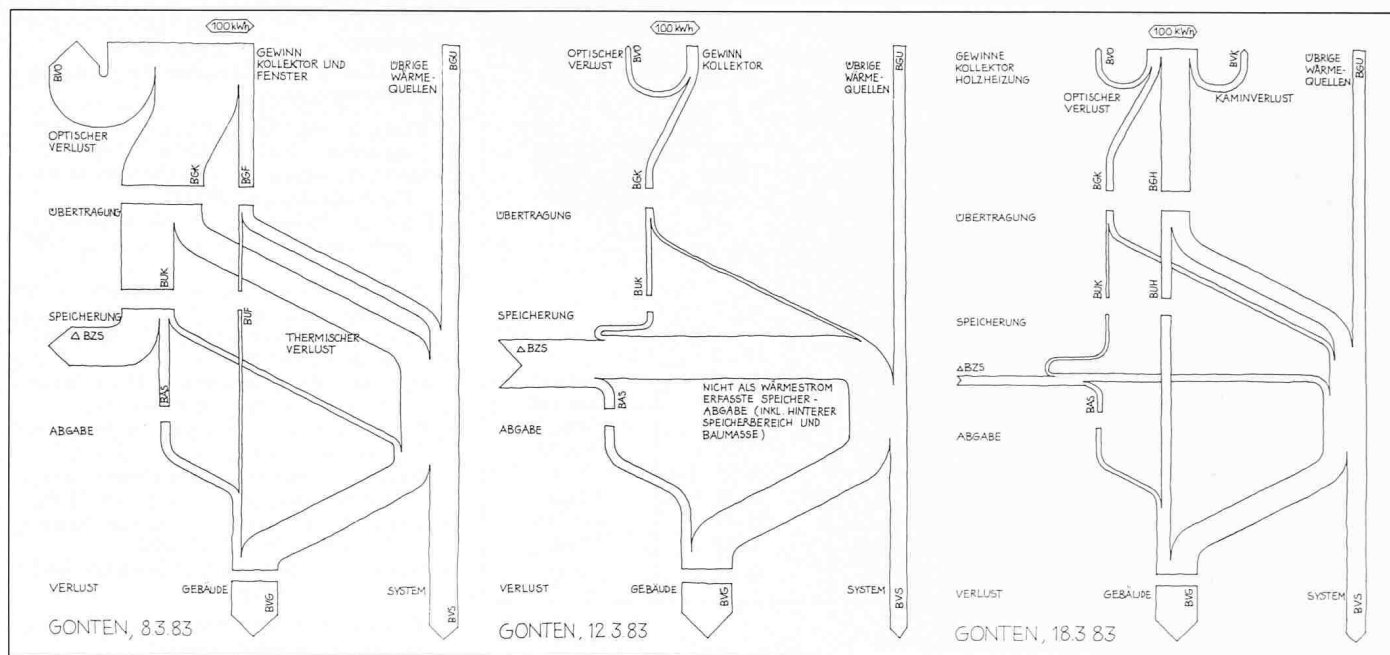 100 kWh
BVO
GEWINN
KOLLEKTOR UND
FENSTER
ÜBRIGE
WÄRME-
QUELLEN
BGU
OPTISCHER
VERLUST
BGK
BGF
ÜBERTRAGUNG
BUK
BUF
SPEICHERUNG
△ BZS
THERMISCHER
VERLUST
BAS
ABGABE
VERLUST
GEBÄUDE
BVG
SYSTEM
BVS
GONTEN, 8.3.83
100 kWh
OPTISCHER
VERLUST
BVO
GEWINN
KOLLEKTOR
ÜBRIGE
WÄRME-
QUELLEN
BGU
BGK
ÜBERTRAGUNG
BUK
SPEICHERUNG
△ BZS
BAS
NICHT ALS WÄRMESTROM
ERFASSTE SPEICHER-
ABGABE (INKL. HINTERER
SPEICHERBEREICH UND
BAUMASSE)
ABGABE
VERLUST
GEBÄUDE
BVG
SYSTEM
BVS
GONTEN, 12.3.83
100 kWh
GEWINNE
KOLLEKTOR
HOLZHEIZUNG
BVO
BVK
ÜBRIGE
WÄRME-
QUELLEN
BGU
OPTISCHER
VERLUST
KAMINVERLUST
BGK
BGH
ÜBERTRAGUNG
BUK
BUH
SPEICHERUNG
△BZS
BAS
ABGABE
VERLUST
GEBÄUDE
BVG
SYSTEM
BVS
GONTEN, 18.3 83